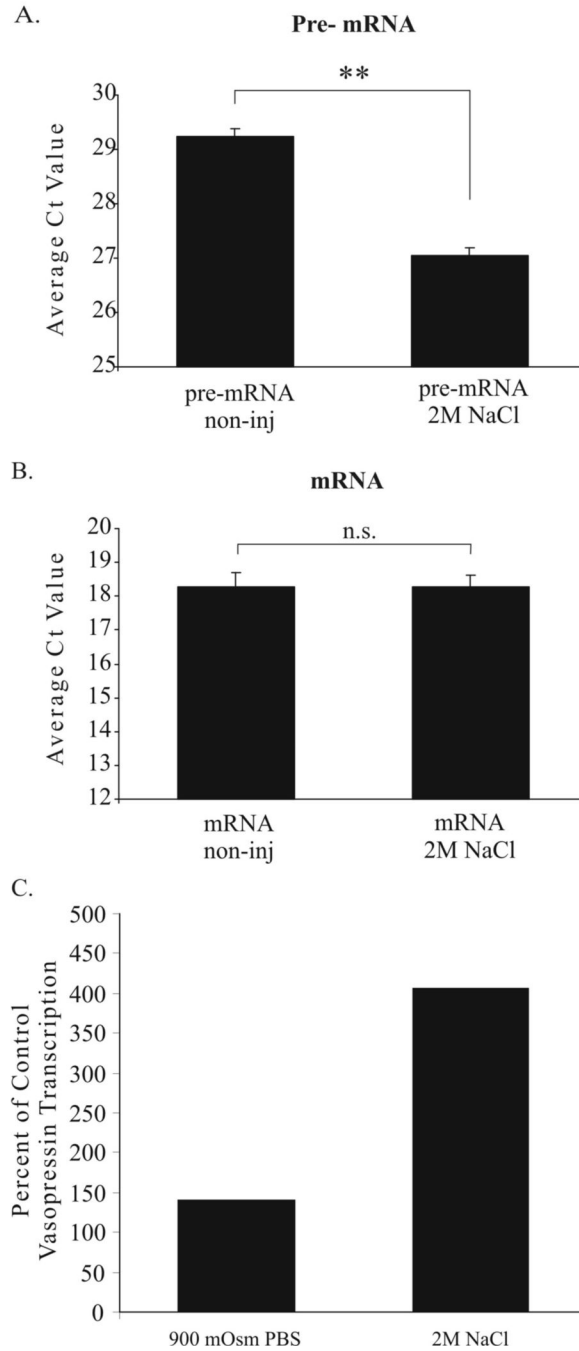 A.
Pre- mRNA
**
30
29
28
27
26
25
Average Ct Value
pre-mRNA
non-inj
pre-mRNA
2M NaCl
B.
mRNA
n.s.
20
19
18
17
16
15
14
13
12
Average Ct Value
mRNA
non-inj
mRNA
2M NaCl
C.
500
450
400
350
300
250
200
150
100
50
0
Percent of Control
Vasopressin Transcription
900 mOsm PBS
2M NaCl